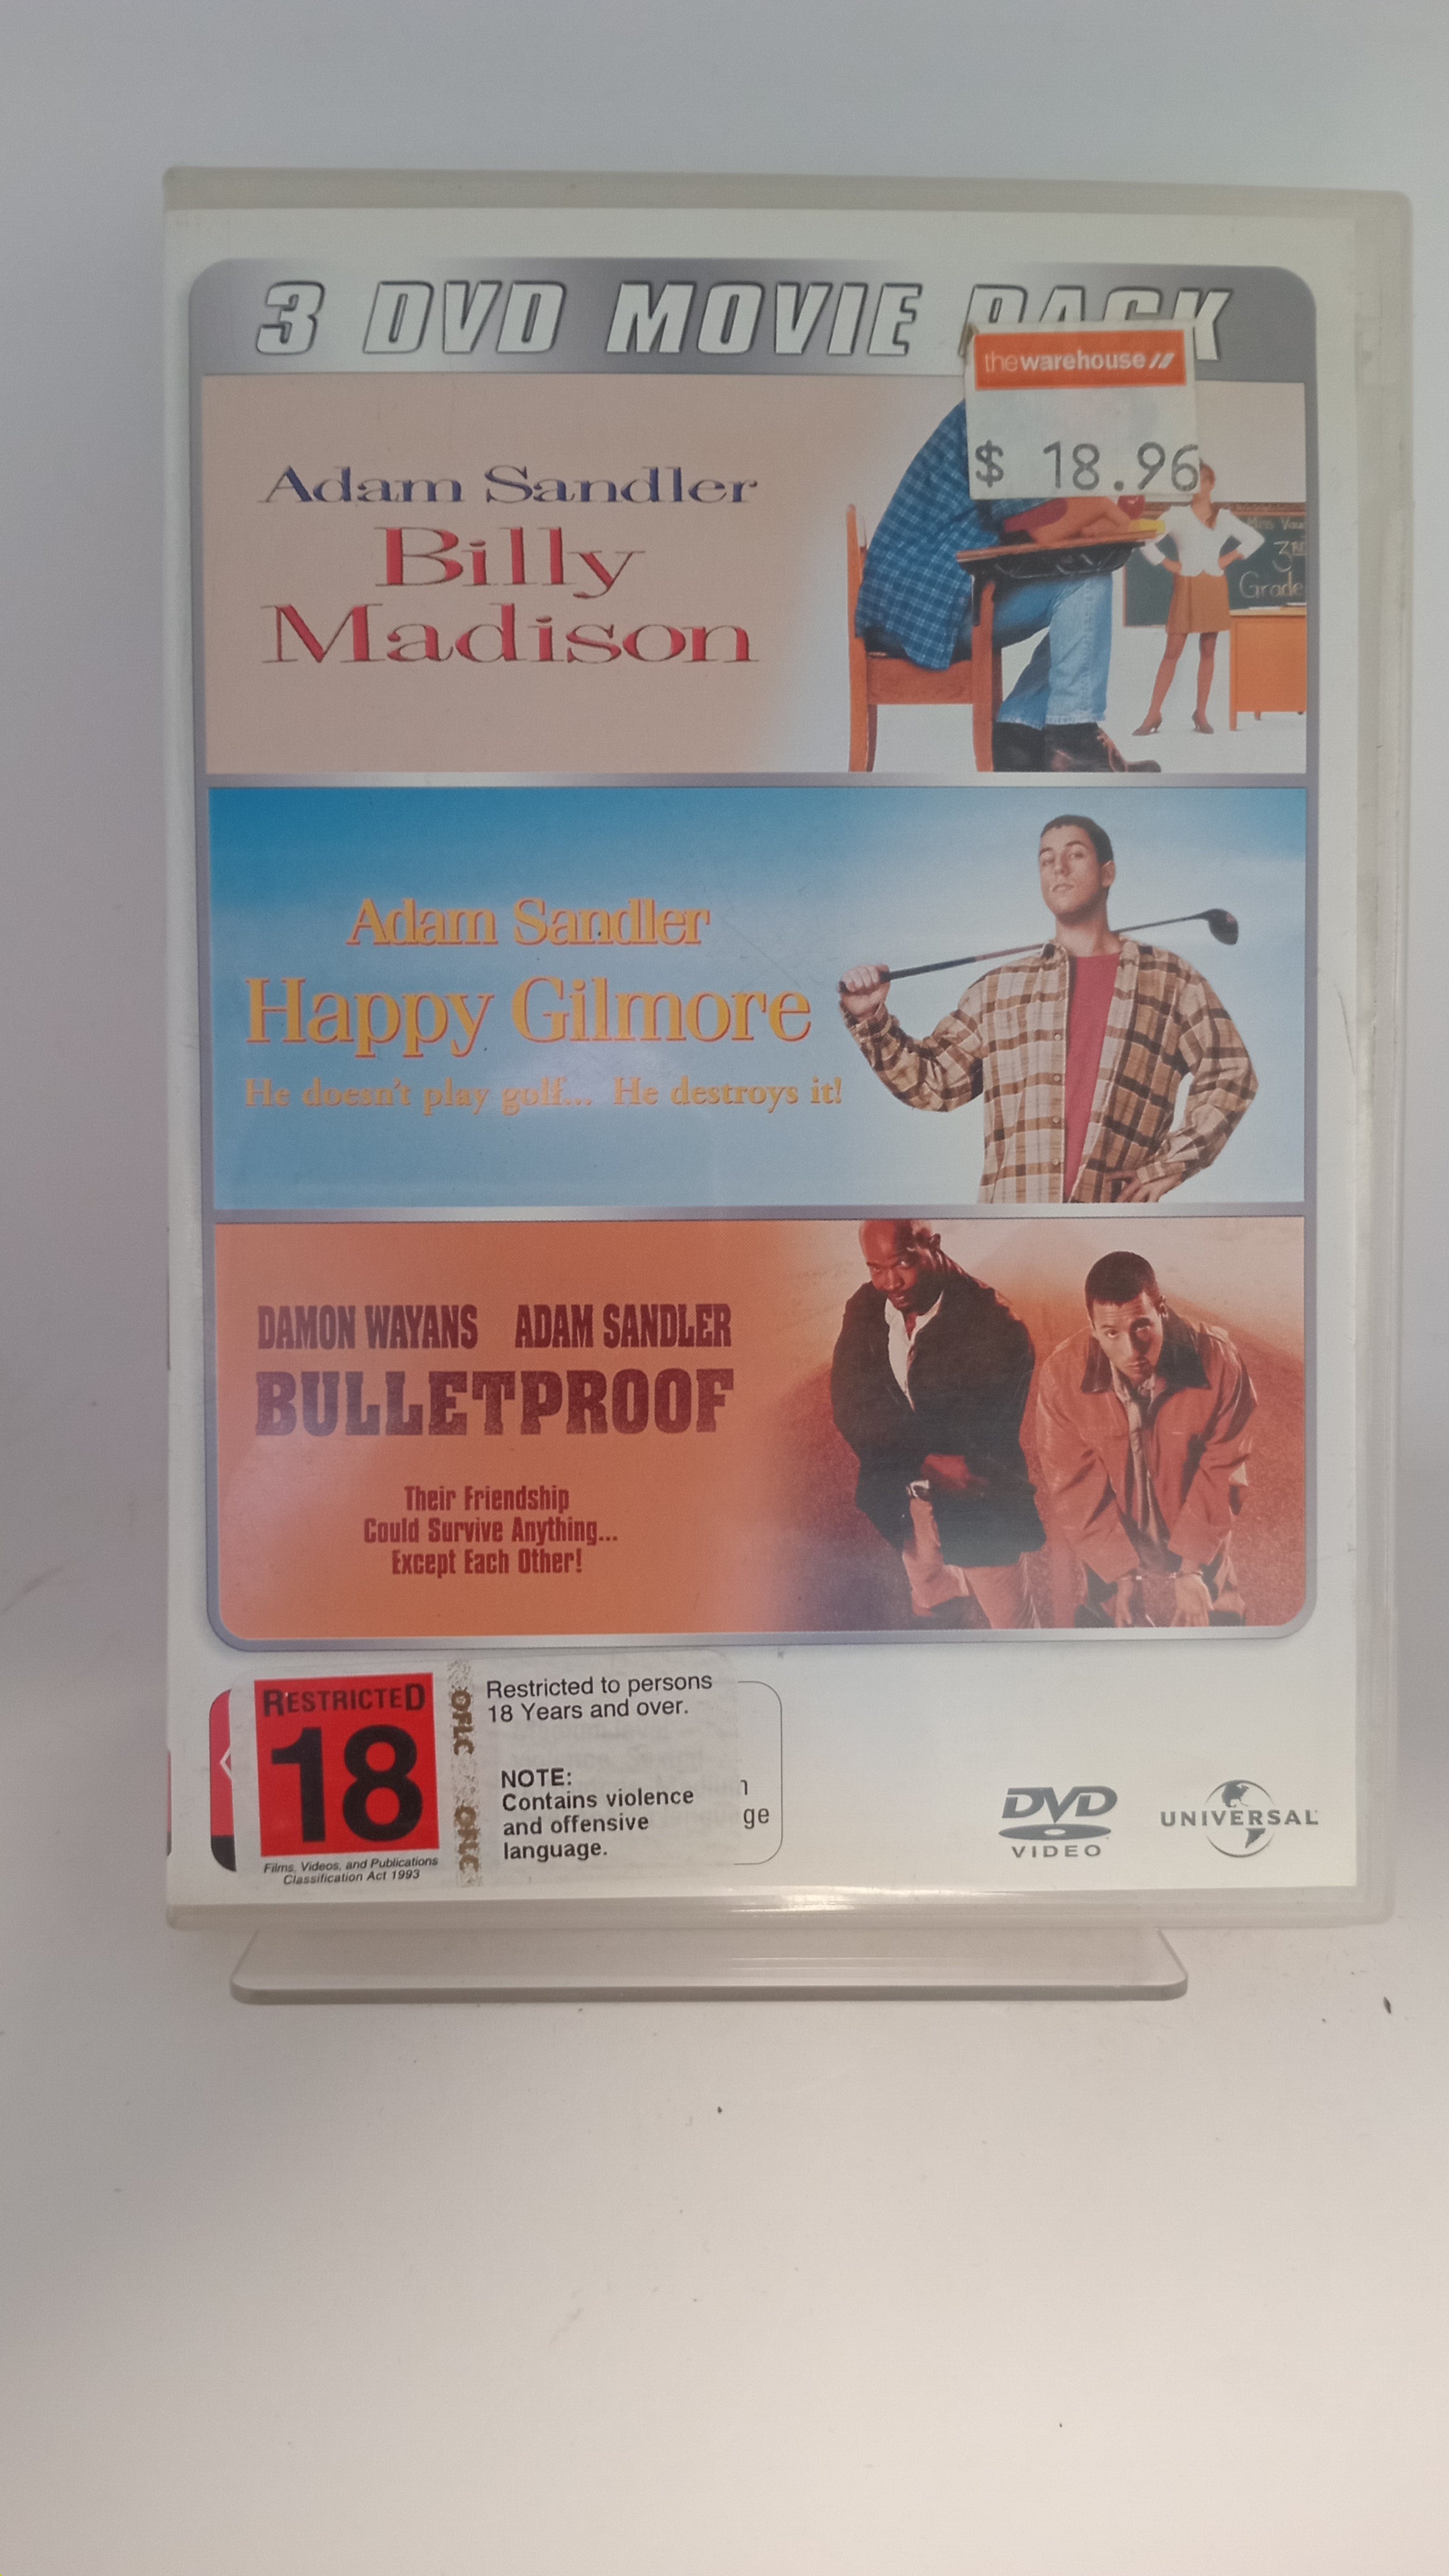 3 DVD MOVIE PACK
thewarehouse
$ 18.96
Adam Sandler
Billy
Madison
3RD
Grade
Adam Sandler
Happy Gilmore
He doesn't play golf... He destroys it!
DAMON WAYANS ADAM SANDLER
BULLETPROOF
Their Friendship
Could Survive Anything...
Except Each Other!
RESTRICTED
18
Films, Videos, and Publications
Classification Act 1993
OFLC
OFLC
Restricted to persons
18 Years and over.
NOTE:
Contains violence
and offensive
language.
ge
DVD
VIDEO
UNIVERSAL